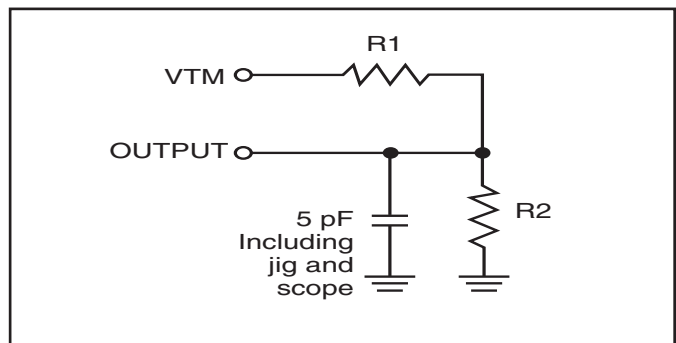 R1
VTM
OUTPUT
5 pF
Including
jig and
scope
R2